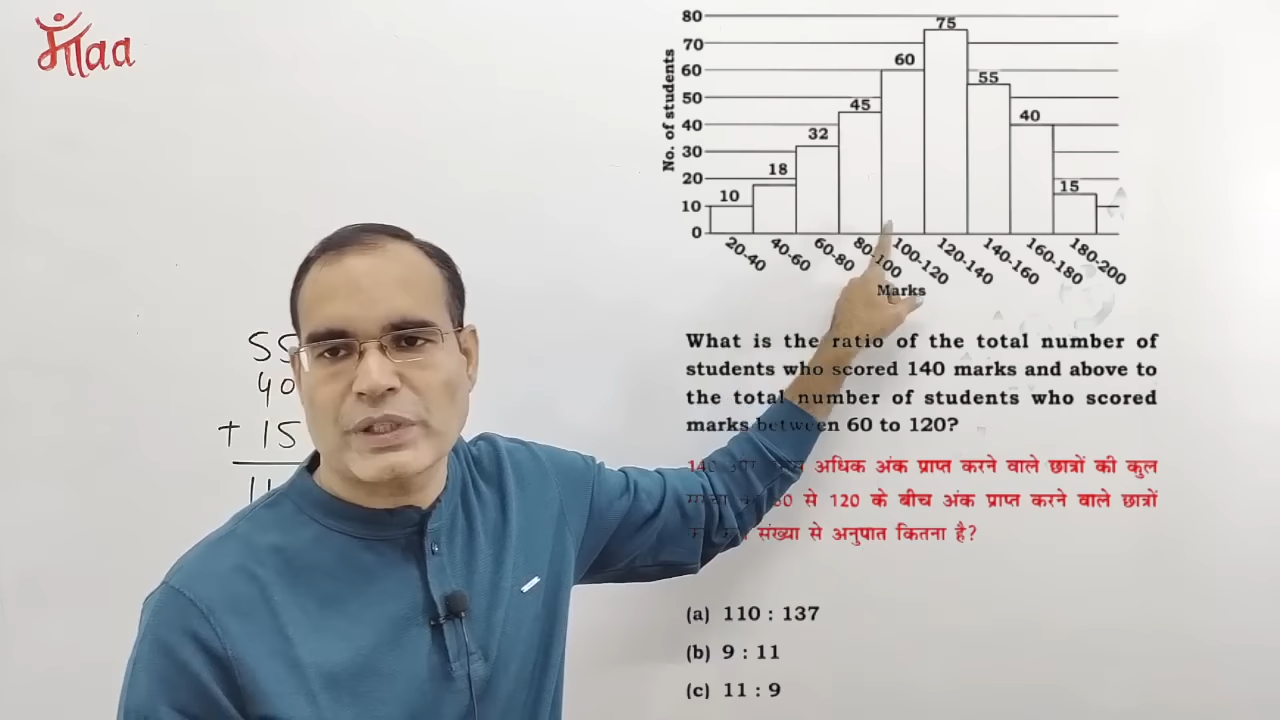 माँaa
80
70
60
50
40
30
20
10
0
No. of students
10
18
32
45
60
75
55
40
15
20-40
40-60
60-80
80-100
100-120
120-140
140-160
160-180
180-200
Marks
55
40
+ 15
What is the ratio of the total number of
students who scored 140 marks and above to
the total number of students who scored
marks between 60 to 120?
अधिक अंक प्राप्त करने वाले छात्रों की कुल
से 120 के बीच अंक प्राप्त करने वाले छात्रों
संख्या से अनुपात कितना है?
(a) 110 : 137
(b) 9 : 11
(c) 11 : 9